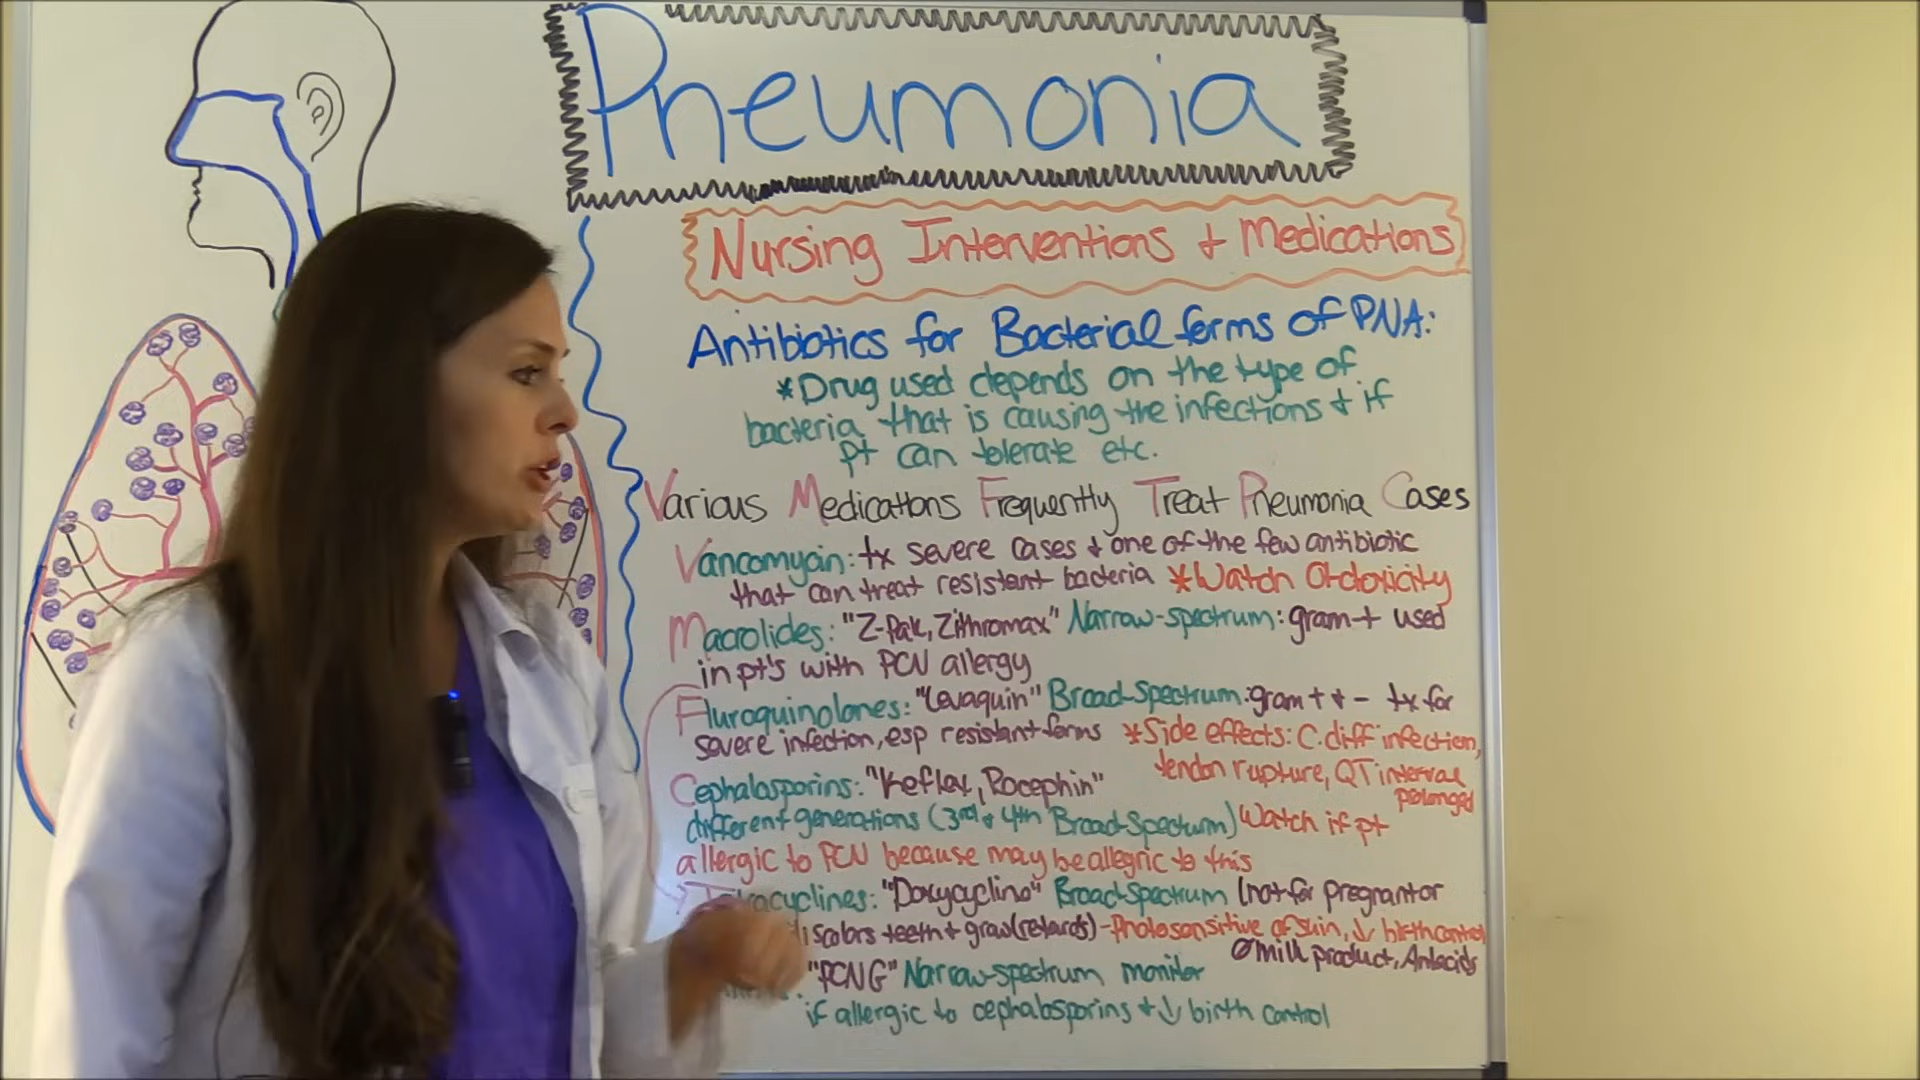 Pneumonia
Nursing Interventions + Medications
Antibiotics for Bacterial forms of PNA:
*Drug used depends on the type of
bacteria that is causing the infections + if
pt can tolerate etc.
Various Medications Frequently Treat Pneumonia Cases
Vancomycin: tx severe cases + one of the few antibiotic
that can treat resistant bacteria *Watch Ototoxicity
Macrolides: "Z-Pak, Zithromax" Narrow-spectrum: gram + used
in pt's with PCN allergy
Fluroquinolones: "Levaquin" Broad-Spectrum: gram + + - tx for
severe infection, esp resistant forms *Side effects: C. diff infection,
tendon rupture, QT interval
prolonged
Cephalosporins: "Keflex, Rocephin"
different generations (3rd + 4th Broad-Spectrum) Watch if pt
allergic to PCN because may be allegric to this
"Doxycycline" Broad-Spectrum (not for pregnant or
teeth + grow (retards) - Photosensitive of skin, ↓ birth control
Ø milk product, Antacids
"PCN G" Narrow-spectrum monitor
if allergic to cephalosporins + ↓ birth control